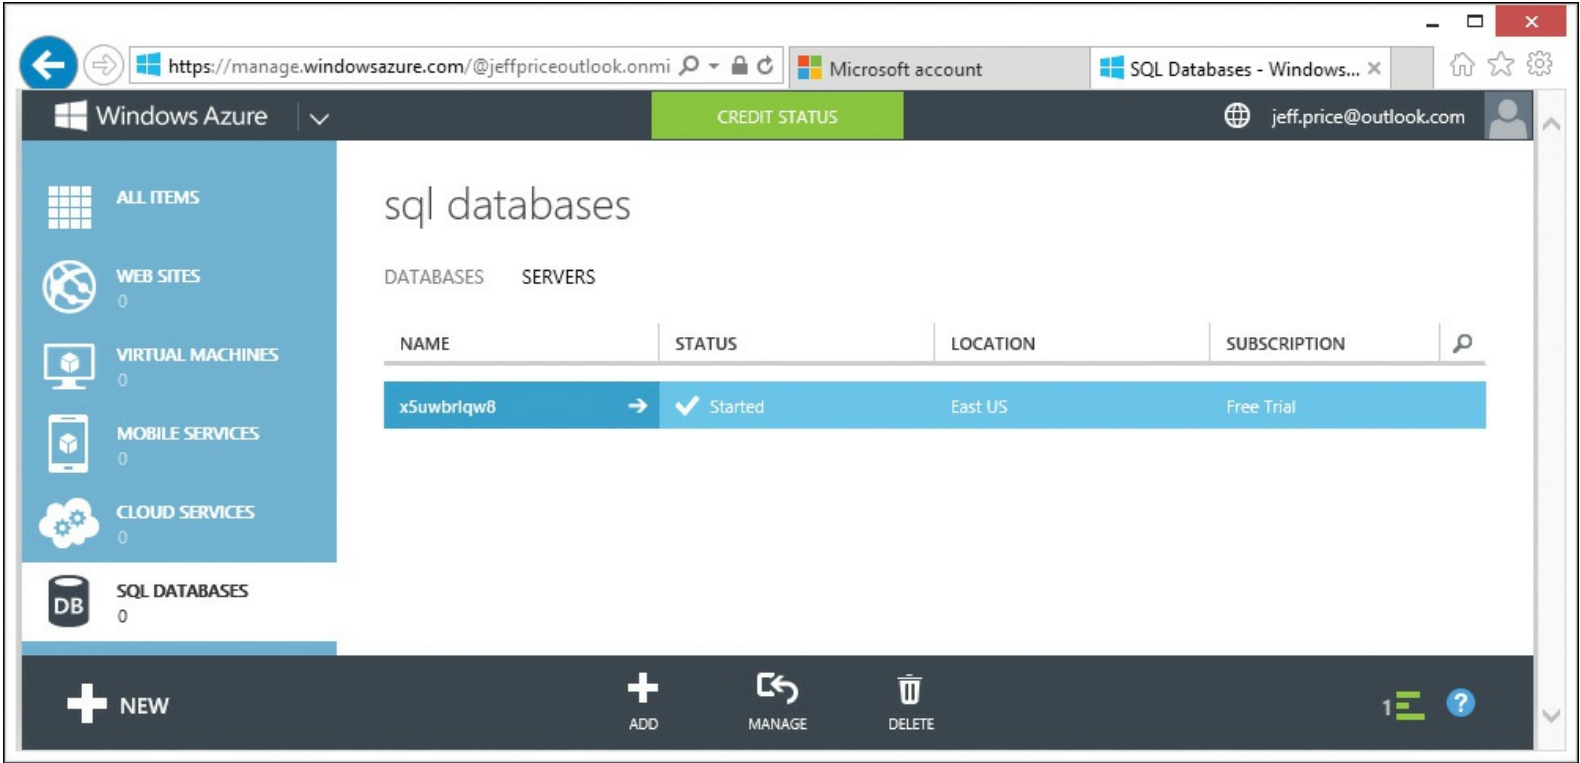 https://manage.windowsazure.com/@jeffpriceoutlook.onmi
Microsoft account
SQL Databases - Windows...
Windows Azure
CREDIT STATUS
jeff.price@outlook.com
ALL ITEMS
WEB SITES
0
VIRTUAL MACHINES
0
MOBILE SERVICES
0
CLOUD SERVICES
0
DB
SQL DATABASES
0
sql databases
DATABASES SERVERS
NAME STATUS LOCATION SUBSCRIPTION
x5uwbrlqw8 Started East US Free Trial
NEW
ADD
MANAGE
DELETE
1
?